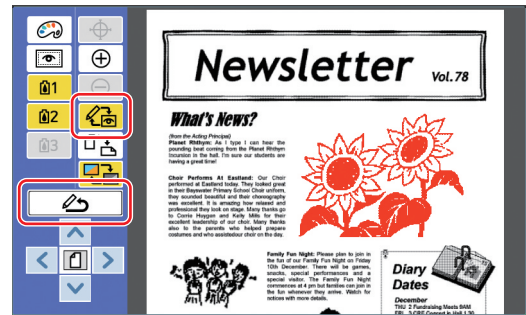 1
2
3
Newsletter
Vol. 78
What's News?
(from the Acting Principal)
Planet Rhthym: As I type I can hear the
pounding beat coming from the Planet Rhthym
Incursion in the hall. I'm sure our students are
having a great time!
Choir Performs At Eastland: Our Choir
performed at Eastland today. They looked great
in their Bayswater Primary School Choir uniform,
they sounded beautiful and their choreography
was excellent. It is amazing how relaxed and
professional they look on stage. Many thanks go
to Corrie Huygen and Kelly Mills for their
excellent leadership of our choir. Many thanks
also to the parents who helped prepare
costumes and who assistedour choir on the day.
Family Fun Night: Please plan to join in
the fun of our Family Fun Night on Friday
10th December. There will be games,
snacks, special performances and a
special visitor. The Family Fun Night
commences at 4 pm but families can join in
the fun whenever they arrive. Watch for
notices with more details.
Diary
Dates
December
THU 2 Fundraising Meets 9AM